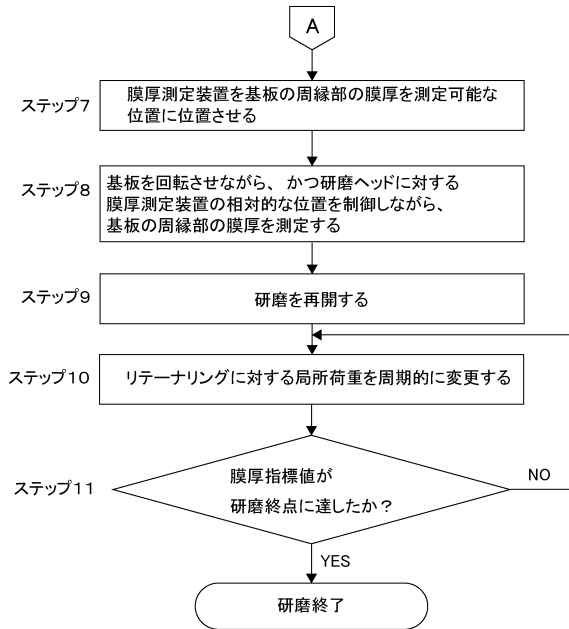 A
ステップ7
膜厚測定装置を基板の周縁部の膜厚を測定可能な
位置に位置させる
ステップ8
基板を回転させながら、かつ研磨ヘッドに対する
膜厚測定装置の相対的な位置を制御しながら、
基板の周縁部の膜厚を測定する
ステップ9
研磨を再開する
ステップ10
リテーナリングに対する局所荷重を周期的に変更する
ステップ11
膜厚指標値が
研磨終点に達したか？
NO
YES
研磨終了